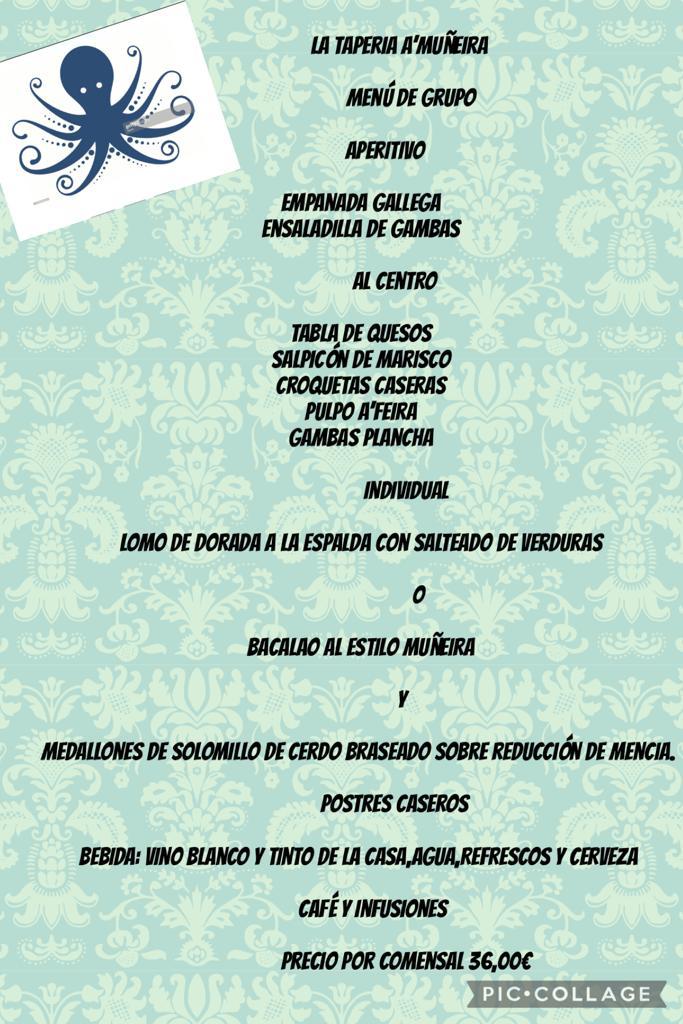 LA TAPERIA A'MUÑEIRA
MENÚ DE GRUPO
APERITIVO
EMPANADA GALLEGA
ENSALADILLA DE GAMBAS
AL CENTRO
TABLA DE QUESOS
SALPICÓN DE MARISCO
CROQUETAS CASERAS
PULPO A'FEIRA
GAMBAS PLANCHA
INDIVIDUAL
LOMO DE DORADA A LA ESPALDA CON SALTEADO DE VERDURAS
O
BACALAO AL ESTILO MUÑEIRA
Y
MEDALLONES DE SOLOMILLO DE CERDO BRASEADO SOBRE REDUCCIÓN DE MENCIA.
POSTRES CASEROS
BEBIDA: VINO BLANCO Y TINTO DE LA CASA,AGUA,REFRESCOS Y CERVEZA
CAFÉ Y INFUSIONES
PRECIO POR COMENSAL 36,00€
PIC•COLLAGE